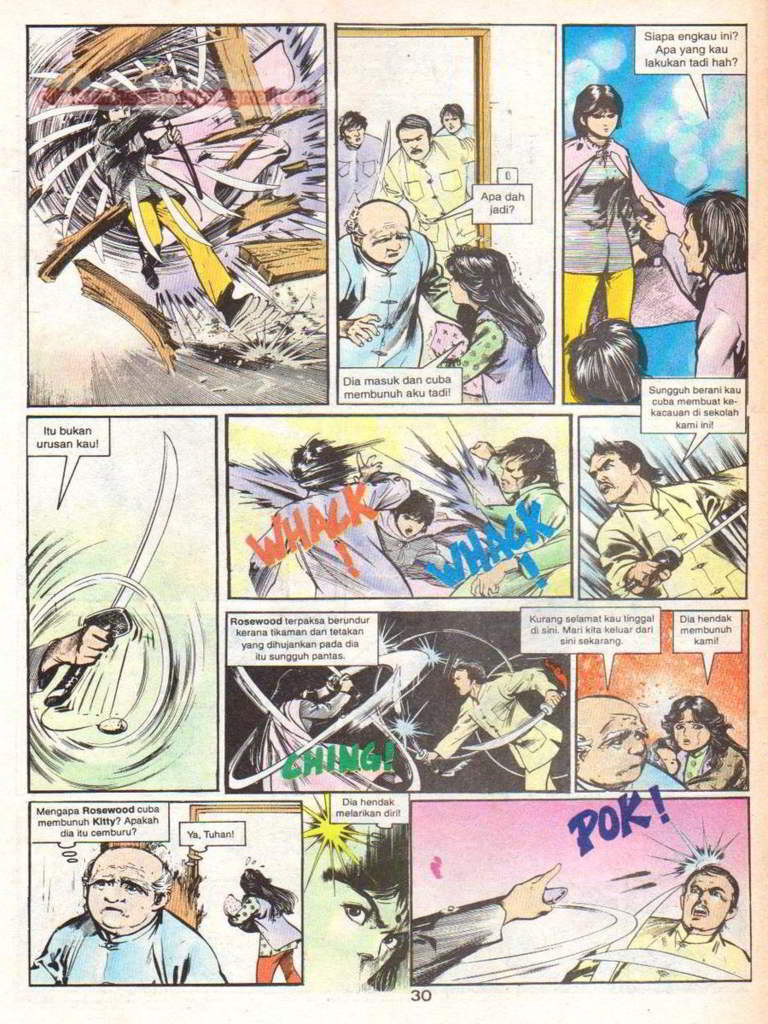 Apa dah
jadi?
Dia masuk dan cuba
membunuh aku tadi!
Siapa engkau ini?
Apa yang kau
lakukan tadi hah?
Itu bukan
urusan kau!
WHACK
!
WHACK
!
Sungguh berani kau
cuba membuat ke-
kacauan di sekolah
kami ini!
Rosewood terpaksa berundur
kerana tikaman dan tetakan
yang dihujankan pada dia
itu sungguh pantas.
CHING!
Kurang selamat kau tinggal
di sini. Mari kita keluar dari
sini sekarang.
Dia hendak
membunuh
kami!
Mengapa Rosewood cuba
membunuh Kitty? Apakah
dia itu cemburu?
Ya, Tuhan!
Dia hendak
melarikan diri!
POK!
30